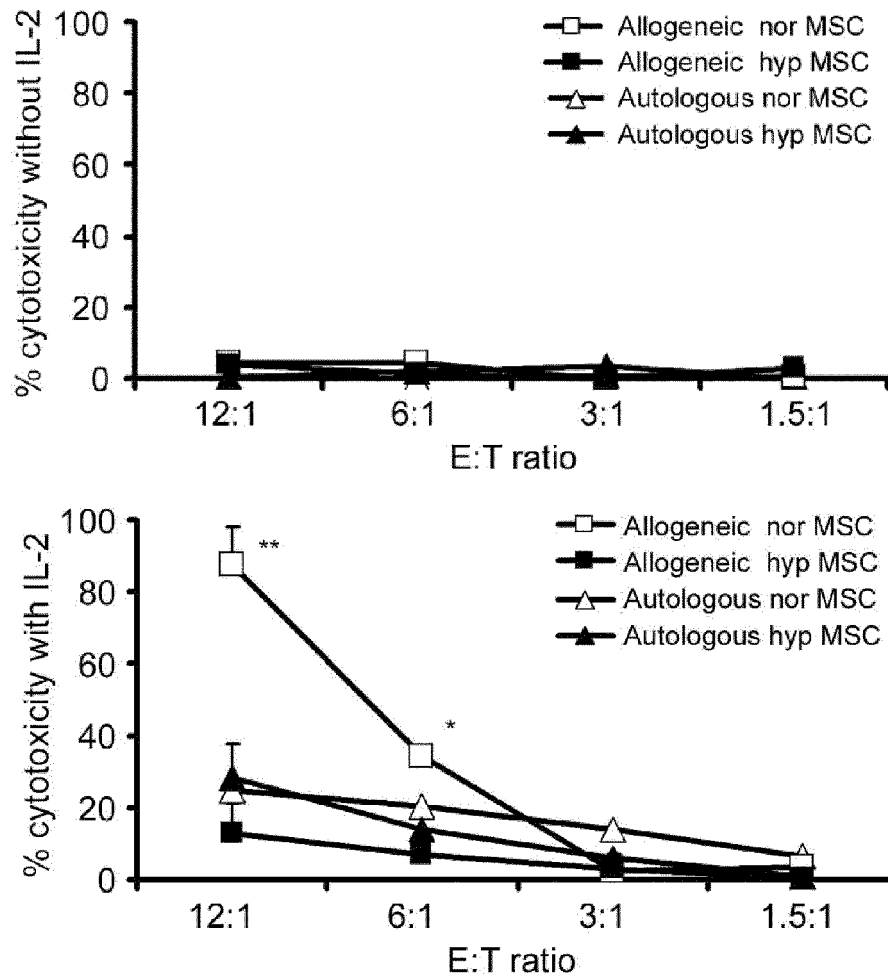 % cytotoxicity without IL-2
100
80
60
40
20
0
Allogeneic nor MSC
Allogeneic hyp MSC
Autologous nor MSC
Autologous hyp MSC
12:1 6:1 3:1 1.5:1
E:T ratio
% cytotoxicity with IL-2
100
80
60
40
20
0
**
*
Allogeneic nor MSC
Allogeneic hyp MSC
Autologous nor MSC
Autologous hyp MSC
12:1 6:1 3:1 1.5:1
E:T ratio